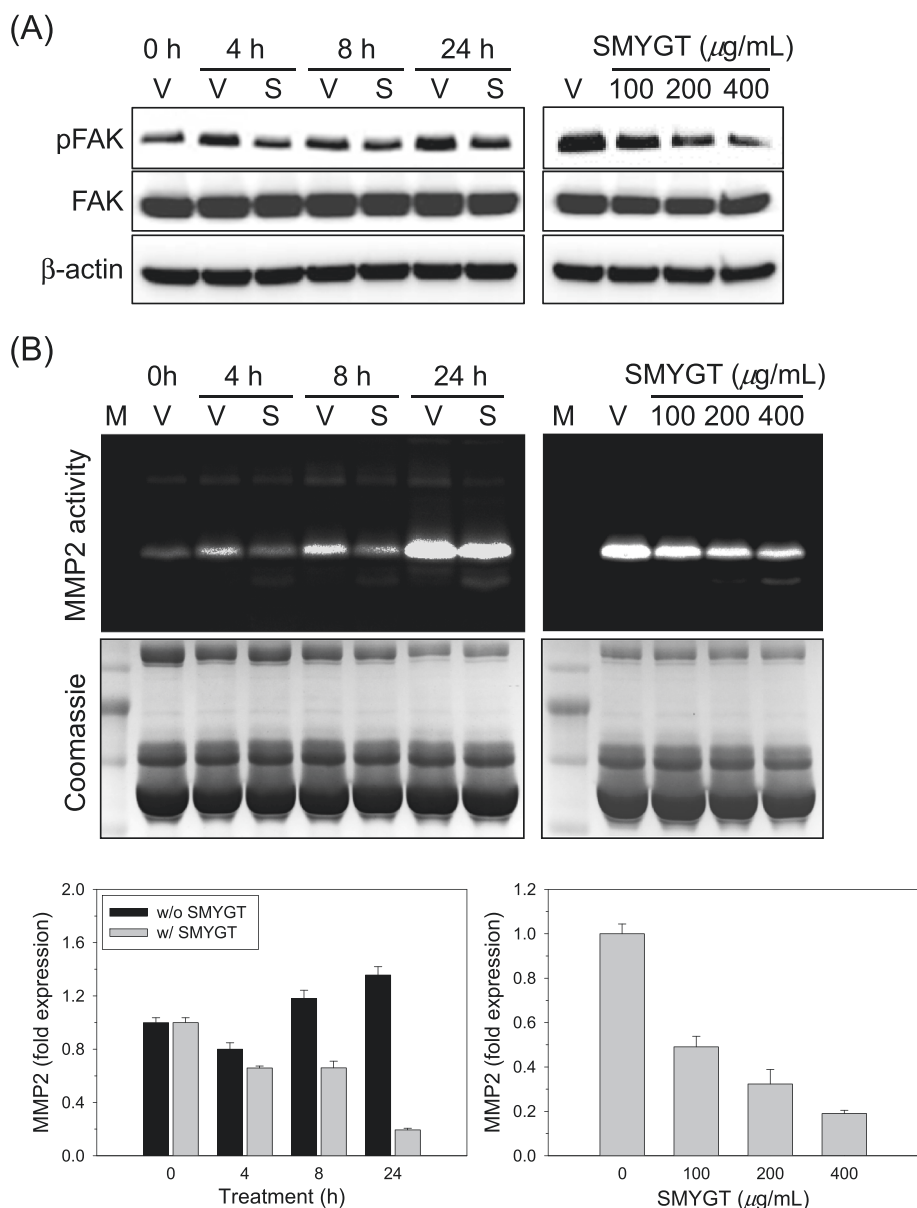 (A)
0 h 4 h 8 h 24 h SMYGT (μg/mL)
V V S V S V S V 100 200 400
pFAK
FAK
β-actin
(B)
0h 4 h 8 h 24 h SMYGT (μg/mL)
M V V S V S V S M V 100 200 400
MMP2 activity
Coomassie
MMP2 (fold expression)
2.0
1.6
1.2
0.8
0.4
0.0
w/o SMYGT
w/ SMYGT
0 4 8 24
Treatment (h)
MMP2 (fold expression)
1.2
1.0
0.8
0.6
0.4
0.2
0.0
0 100 200 400
SMYGT (μg/mL)